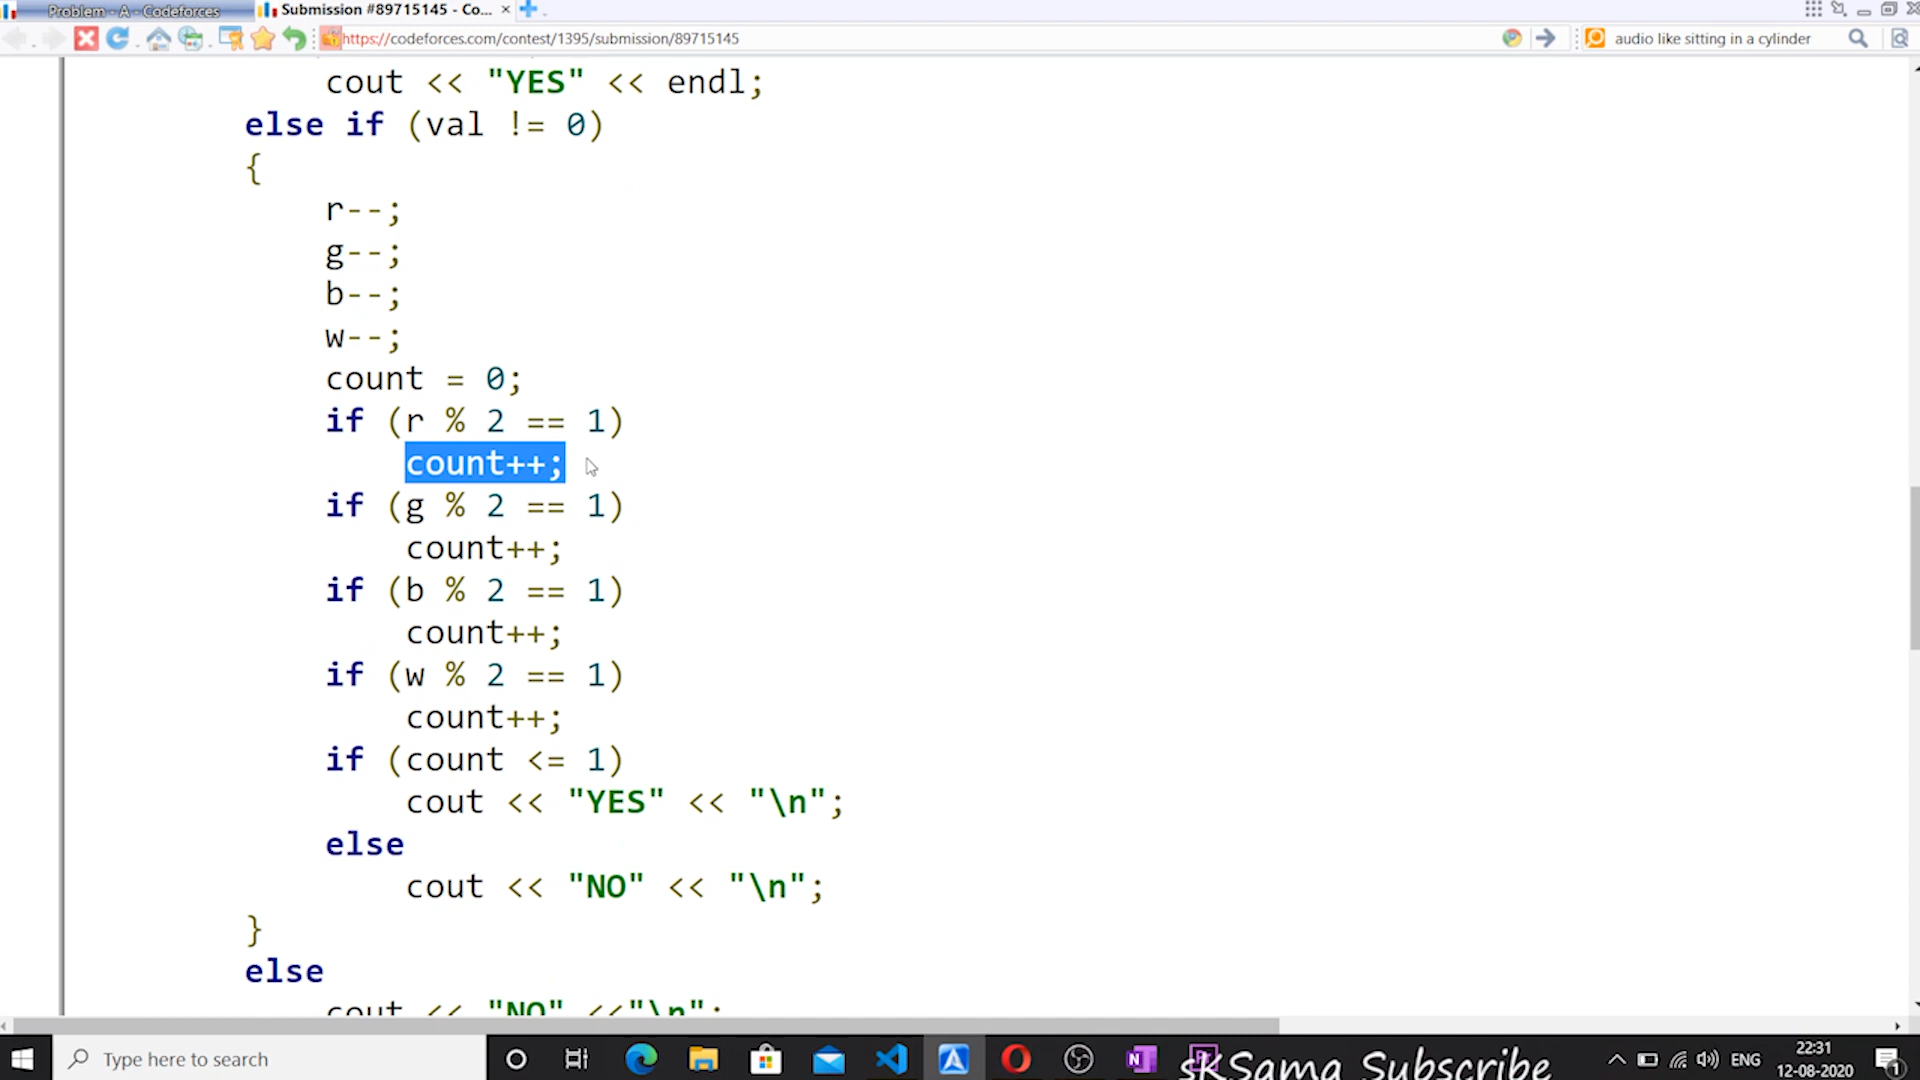 Problem - A - Codeforces
Submission #89715145 - Co...
https://codeforces.com/contest/1395/submission/89715145
audio like sitting in a cylinder
cout << "YES" << endl;
else if (val != 0)
{
r--;
g--;
b--;
w--;
count = 0;
if (r % 2 == 1)
count++;
if (g % 2 == 1)
count++;
if (b % 2 == 1)
count++;
if (w % 2 == 1)
count++;
if (count <= 1)
cout << "YES" << "\n";
else
cout << "NO" << "\n";
}
else
cout << "NO" <<"\n";
Type here to search
sKSama Subscribe
ENG
22:31
12-08-2020
1